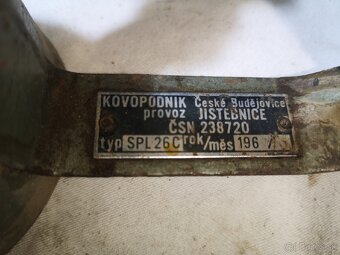 KOVOPODNIK České Budějovice
provoz JISTEBNICE
ČSN 238720
typ SPL 26 C rok/měs 196